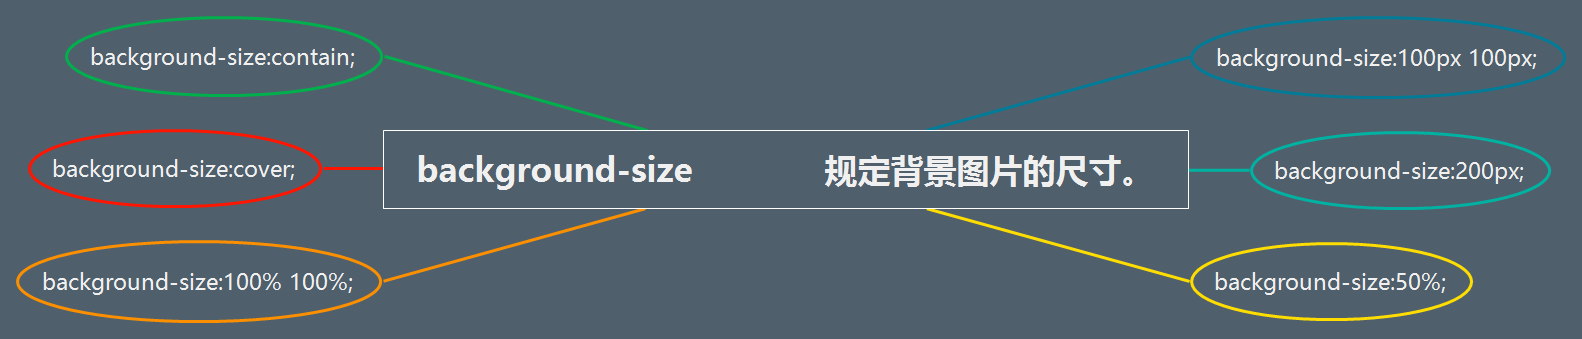 background-size:contain;
background-size:100px 100px;
background-size:cover;
background-size 规定背景图片的尺寸。
background-size:200px;
background-size:100% 100%;
background-size:50%;